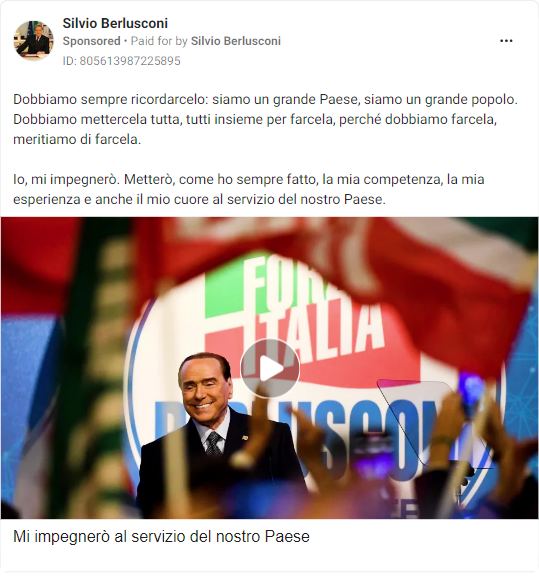 Silvio Berlusconi
Sponsored • Paid for by Silvio Berlusconi
ID: 805613987225895
Dobbiamo sempre ricordarcelo: siamo un grande Paese, siamo un grande popolo.
Dobbiamo mettercela tutta, tutti insieme per farcela, perché dobbiamo farcela,
meritiamo di farcela.
Io, mi impegnerò. Metterò, come ho sempre fatto, la mia competenza, la mia
esperienza e anche il mio cuore al servizio del nostro Paese.
ITALIA
Mi impegnerò al servizio del nostro Paese